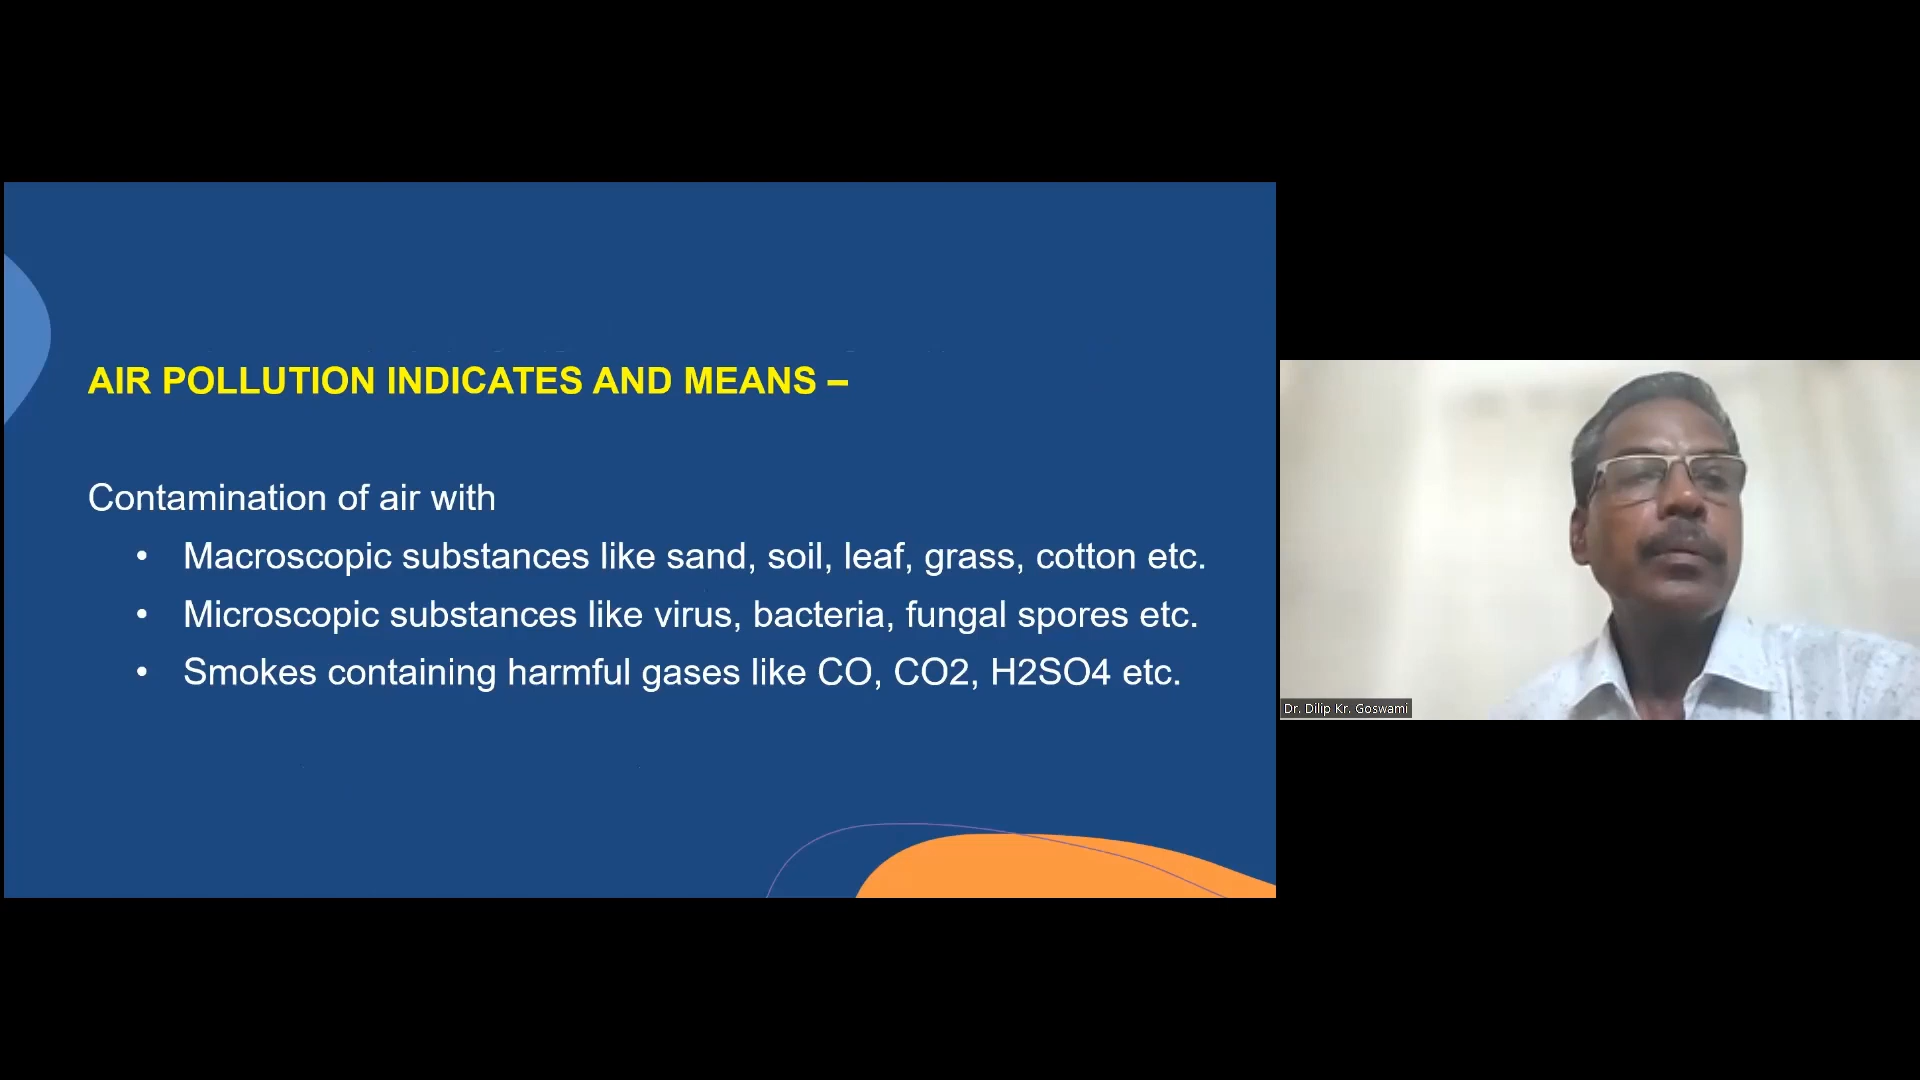 AIR POLLUTION INDICATES AND MEANS –
Contamination of air with
• Macroscopic substances like sand, soil, leaf, grass, cotton etc.
• Microscopic substances like virus, bacteria, fungal spores etc.
• Smokes containing harmful gases like CO, CO2, H2SO4 etc.
Dr. Dilip Kr. Goswami